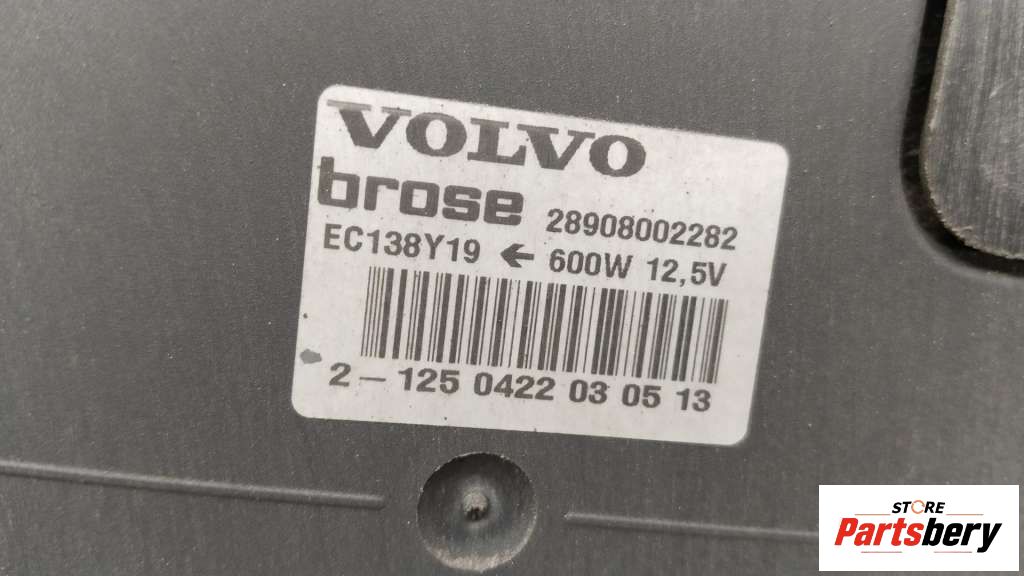 VOLVO
brose 28908002282
EC138Y19 ← 600W 12,5V
2-125 0422 03 05 13
STORE
Partsbery